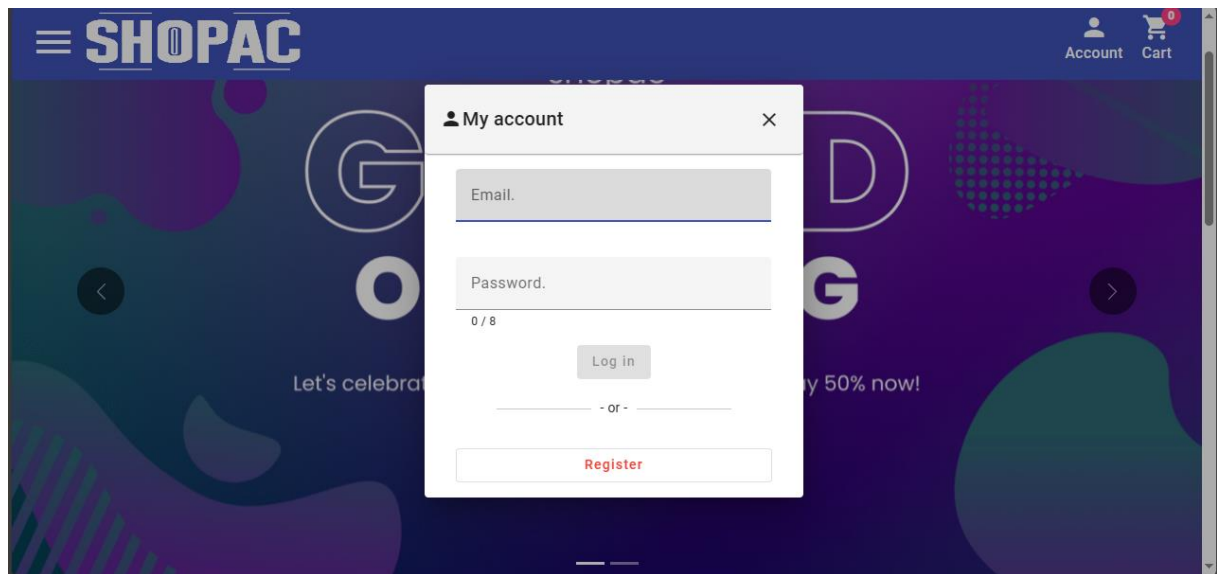 SHOPAC
Account
0
Cart
My account
G
D
Email.
O
G
Password.
0 / 8
Log in
Let's celebrat
y 50% now!
- or -
Register